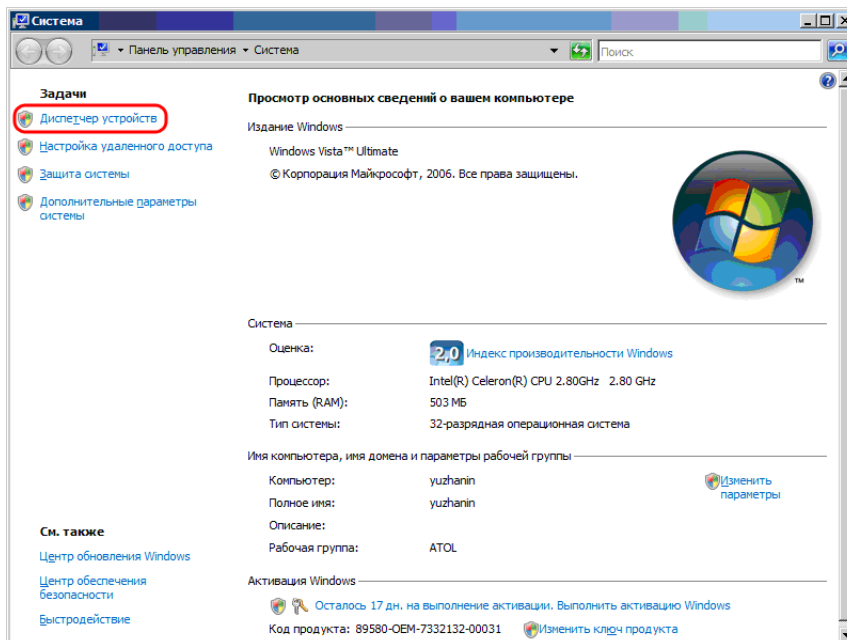 Система
Панель управления Система
Поиск
Задачи
Диспетчер устройств
Настройка удаленного доступа
Защита системы
Дополнительные параметры
системы
Просмотр основных сведений о вашем компьютере
Издание Windows
Windows Vista™ Ultimate
© Корпорация Майкрософт, 2006. Все права защищены.
TM
Система
Оценка:
2,0 Индекс производительности Windows
Процессор: Intel(R) Celeron(R) CPU 2.80GHz 2.80 GHz
Память (RAM): 503 МБ
Тип системы: 32-разрядная операционная система
Имя компьютера, имя домена и параметры рабочей группы
Компьютер: yuzhanin
Изменить
параметры
Полное имя: yuzhanin
Описание:
Рабочая группа: ATOL
См. также
Центр обновления Windows
Центр обеспечения
безопасности
Быстродействие
Активация Windows
Осталось 17 дн. на выполнение активации. Выполнить активацию Windows
Код продукта: 89580-OEM-7332132-00031 Изменить ключ продукта